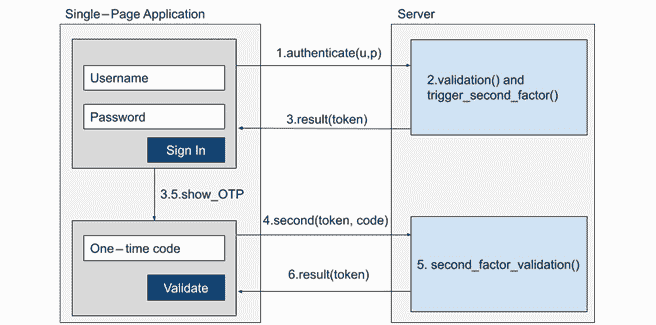 Single–Page Application
Server
1.authenticate(u,p)
Username
2.validation() and
trigger_second_factor()
Password
3.result(token)
Sign In
3.5.show_OTP
4.second(token, code)
One–time code
5. second_factor_validation()
6.result(token)
Validate